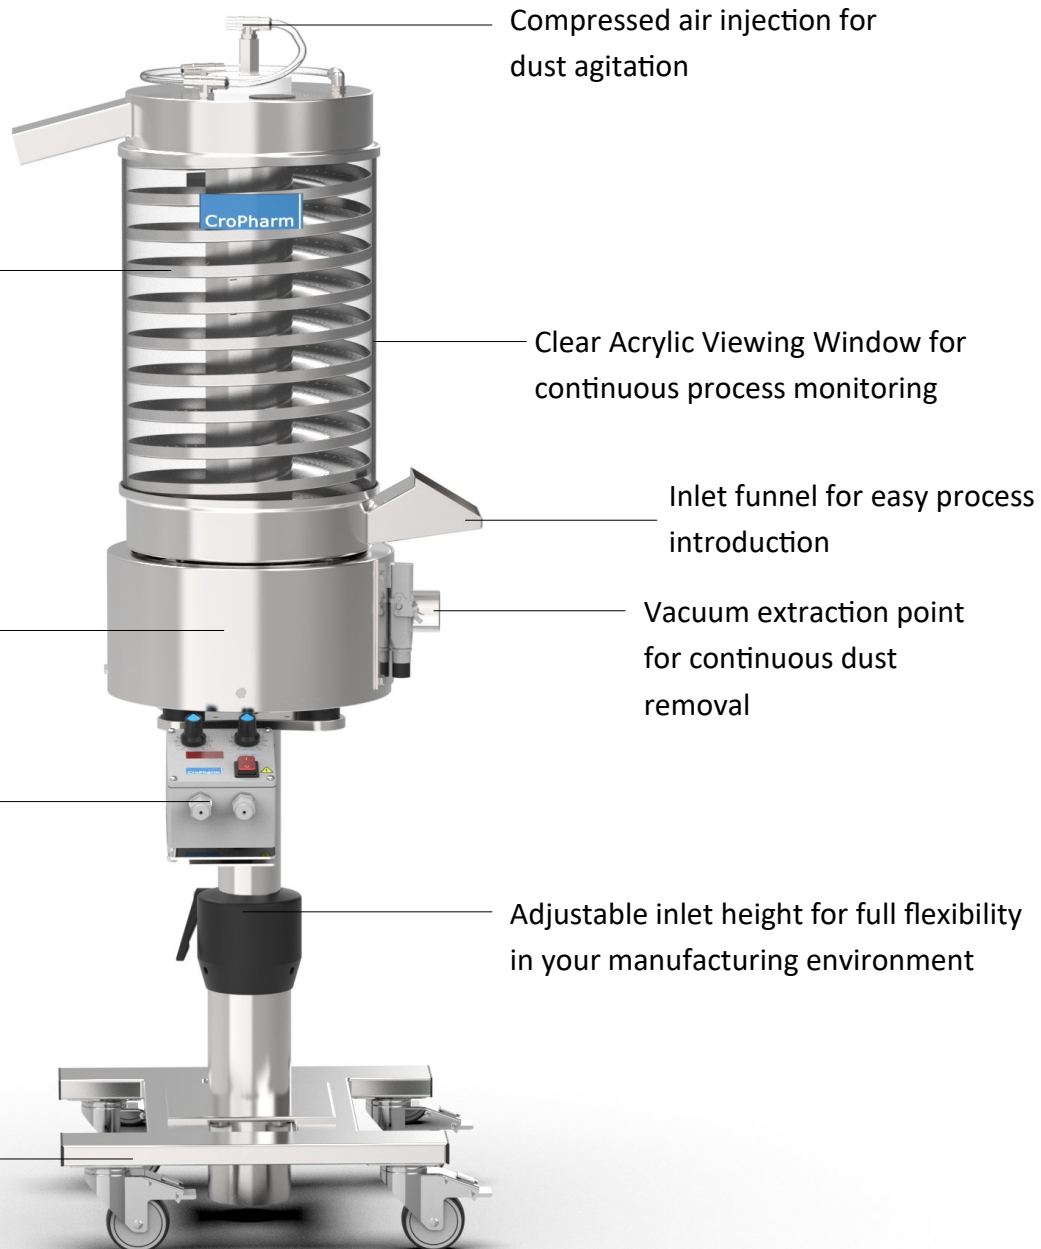 Compressed air injection for
dust agitation
CroPharm
Clear Acrylic Viewing Window for
continuous process monitoring
Inlet funnel for easy process
introduction
Vacuum extraction point
for continuous dust
removal
CroPharm
Adjustable inlet height for full flexibility
in your manufacturing environment